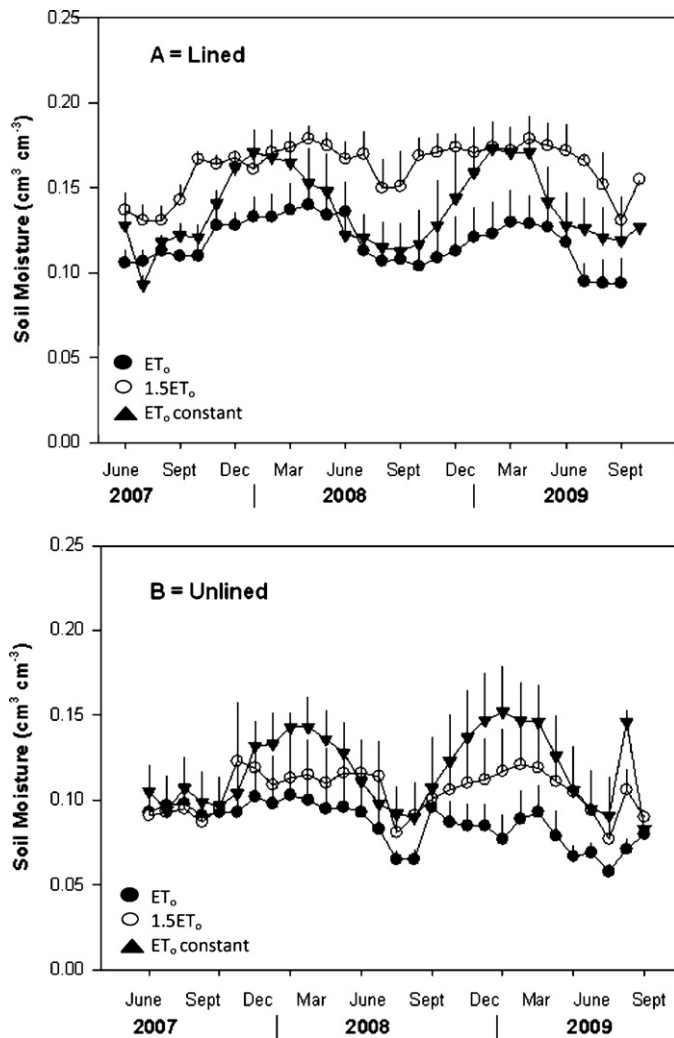 0.25
A = Lined
0.20
0.15
0.10
0.05
0.00
Soil Moisture (cm³ cm⁻³)
ETₒ
1.5ETₒ
ETₒ constant
June Sept Dec Mar June Sept Dec Mar June Sept
2007 | 2008 | 2009
0.25
B = Unlined
0.20
0.15
0.10
0.05
0.00
Soil Moisture (cm³ cm⁻³)
ETₒ
1.5ETₒ
ETₒ constant
June Sept Dec Mar June Sept Dec Mar June Sept
2007 | 2008 | 2009